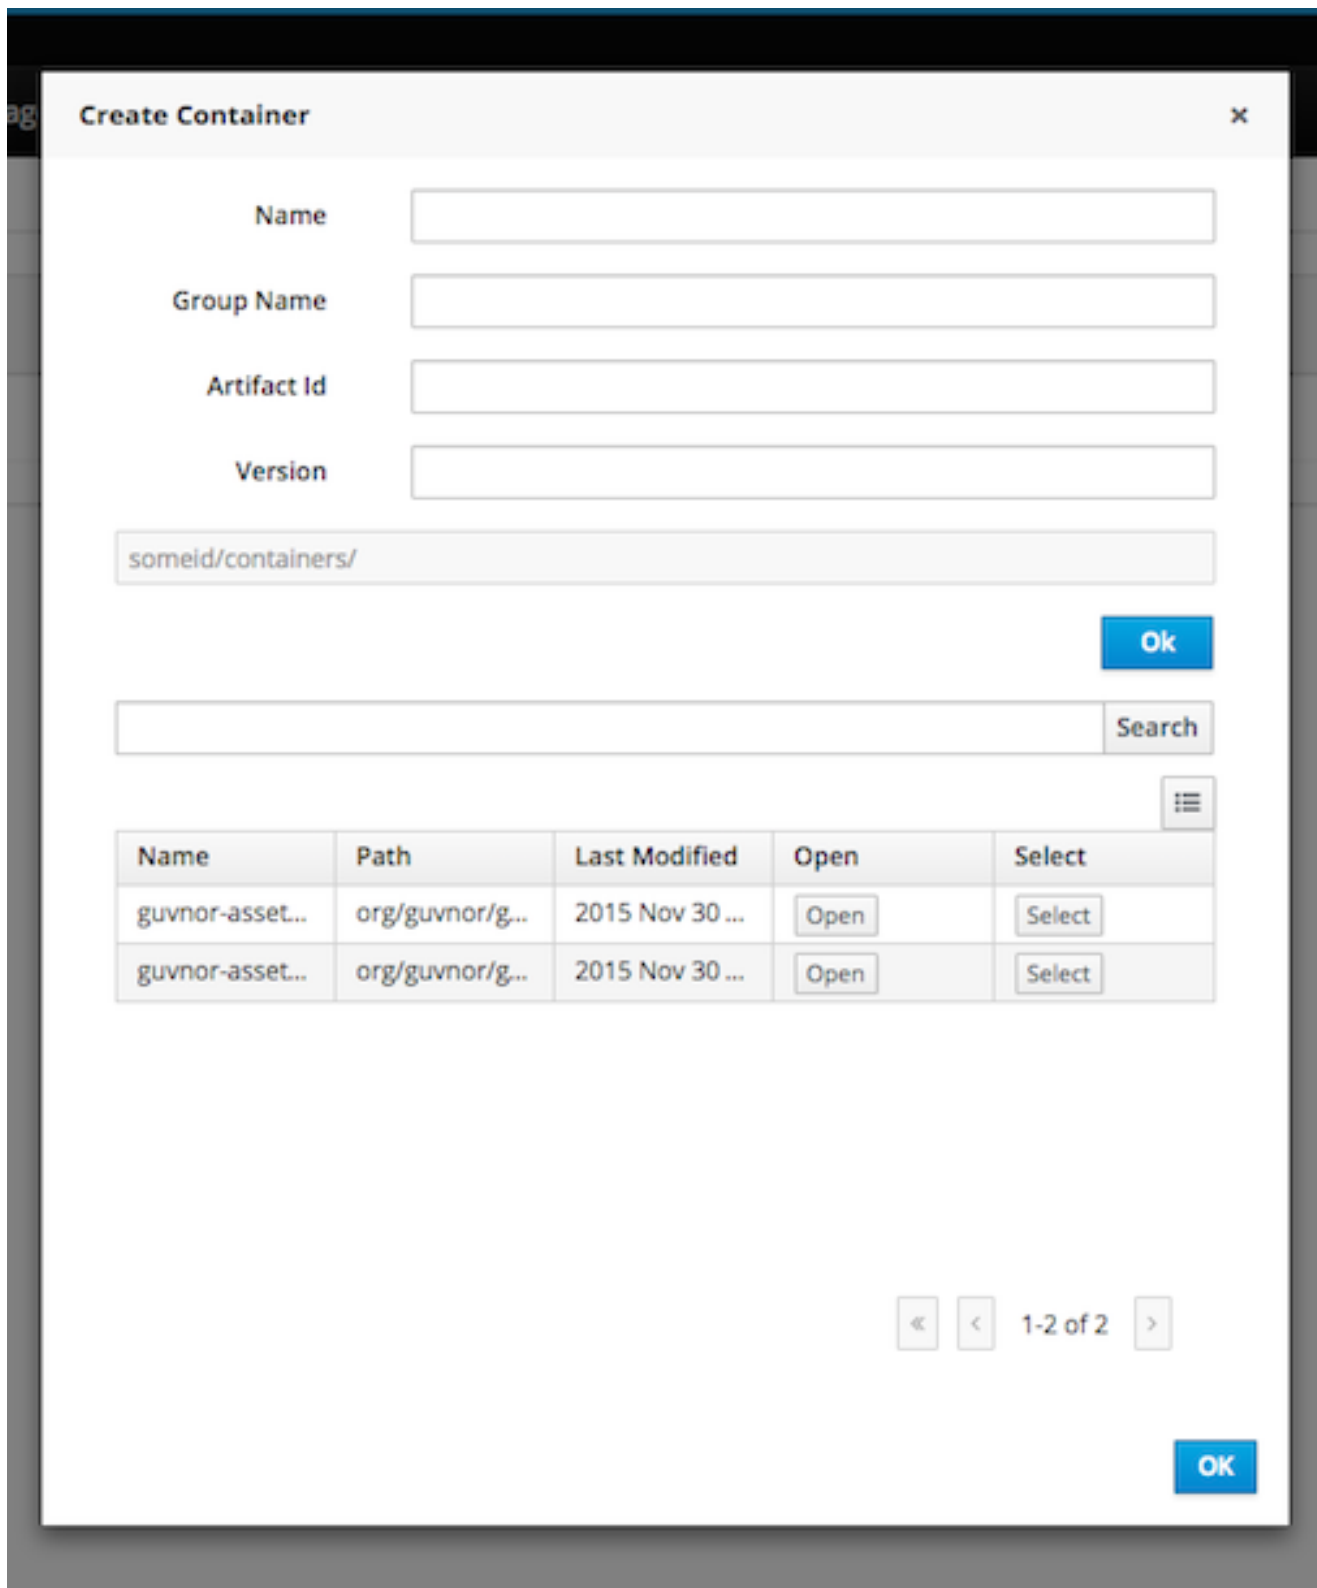 ag
Create Container ×
Name
Group Name
Artifact Id
Version
someid/containers/
Ok
Search
Name Path Last Modified Open Select
guvnor-asset... org/guvnor/g... 2015 Nov 30 ... Open Select
guvnor-asset... org/guvnor/g... 2015 Nov 30 ... Open Select
« ‹ 1-2 of 2 ›
OK